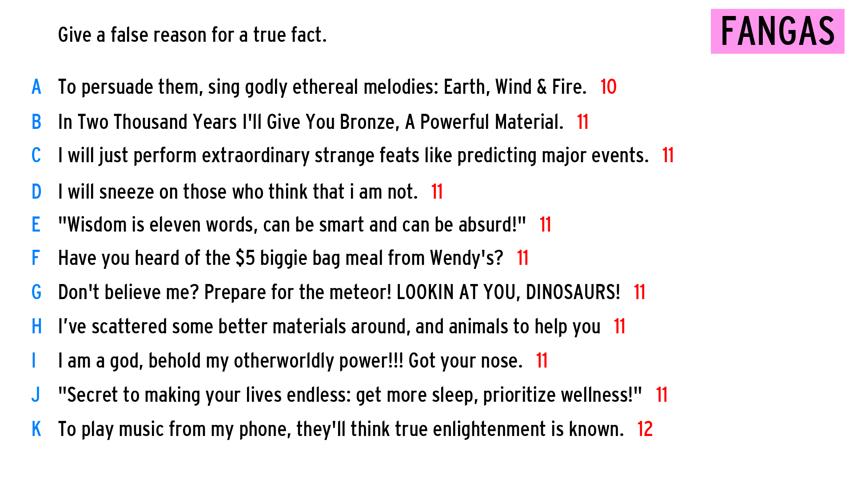 Give a false reason for a true fact.
FANGAS
A To persuade them, sing godly ethereal melodies: Earth, Wind & Fire. 10
B In Two Thousand Years I'll Give You Bronze, A Powerful Material. 11
C I will just perform extraordinary strange feats like predicting major events. 11
D I will sneeze on those who think that i am not. 11
E "Wisdom is eleven words, can be smart and can be absurd!" 11
F Have you heard of the $5 biggie bag meal from Wendy's? 11
G Don't believe me? Prepare for the meteor! LOOKIN AT YOU, DINOSAURS! 11
H I’ve scattered some better materials around, and animals to help you 11
I I am a god, behold my otherworldly power!!! Got your nose. 11
J "Secret to making your lives endless: get more sleep, prioritize wellness!" 11
K To play music from my phone, they'll think true enlightenment is known. 12